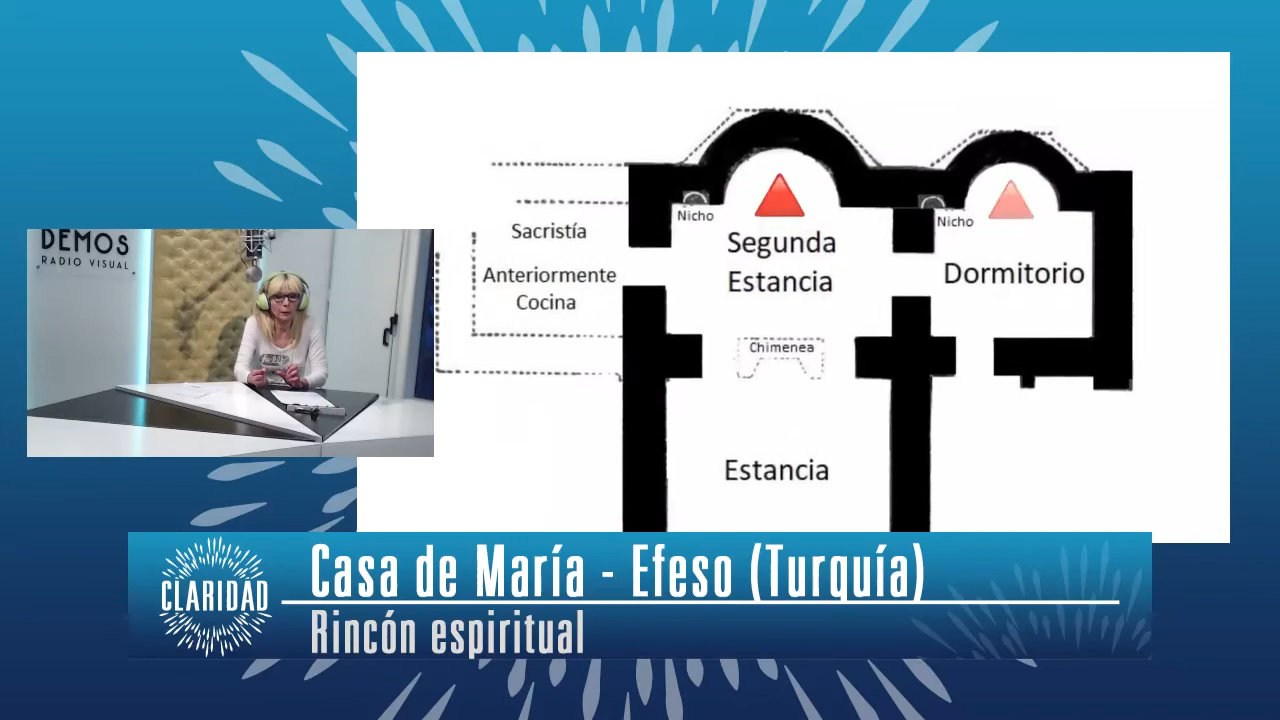 DEMOS
RADIO VISUAL
Nicho
Nicho
Sacristía
Segunda
Estancia
Dormitorio
Anteriormente
Cocina
Chimenea
Estancia
CLARIDAD
Casa de María - Efeso (Turquía)
Rincón espiritual